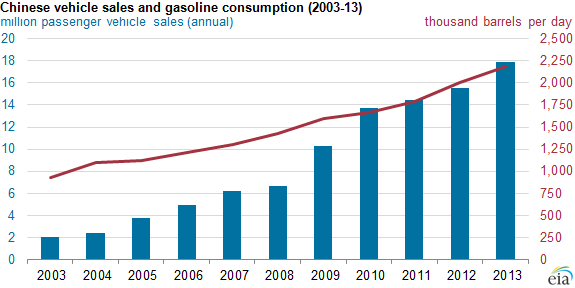 Chinese vehicle sales and gasoline consumption (2003-13)
million passenger vehicle sales (annual) thousand barrels per day
20 2,500
18 2,250
16 2,000
14 1,750
12 1,500
10 1,250
8 1,000
6 750
4 500
2 250
0 0
2003 2004 2005 2006 2007 2008 2009 2010 2011 2012 2013
eia